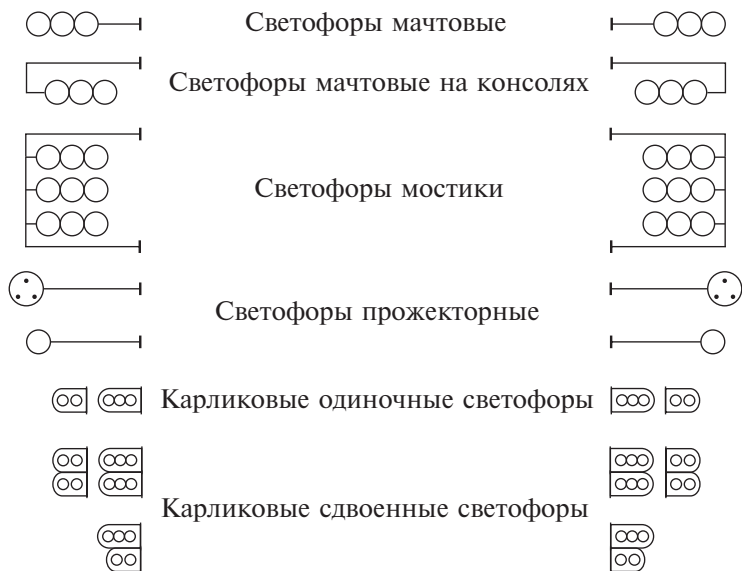 Светофоры мачтовые
Светофоры мачтовые на консолях
Светофоры мостики
Светофоры прожекторные
Карликовые одиночные светофоры
Карликовые сдвоенные светофоры